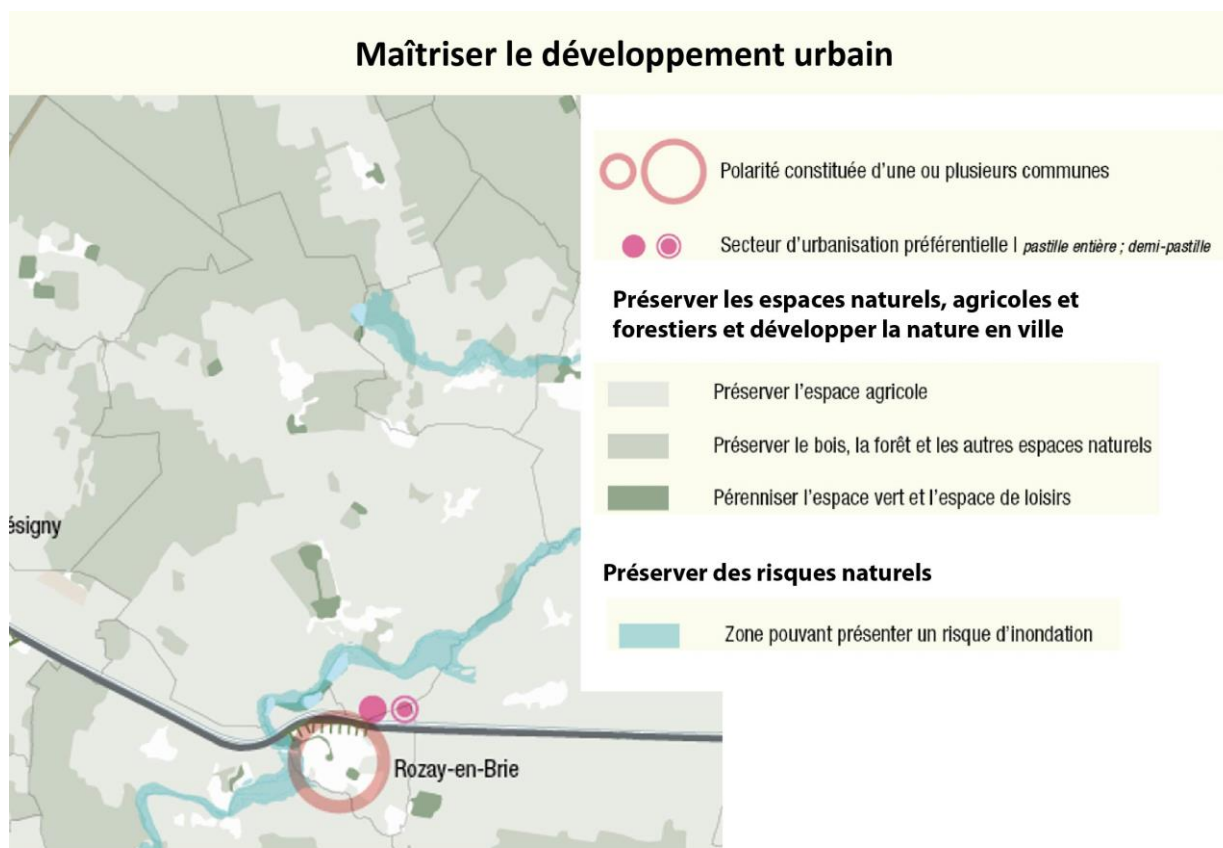 Maîtriser le développement urbain
Polarité constituée d'une ou plusieurs communes
Secteur d'urbanisation préférentielle | pastille entière ; demi-pastille
Préserver les espaces naturels, agricoles et
forestiers et développer la nature en ville
Préserver l'espace agricole
Préserver le bois, la forêt et les autres espaces naturels
Pérenniser l'espace vert et l'espace de loisirs
ésigny
Préserver des risques naturels
Zone pouvant présenter un risque d'inondation
Rozay-en-Brie